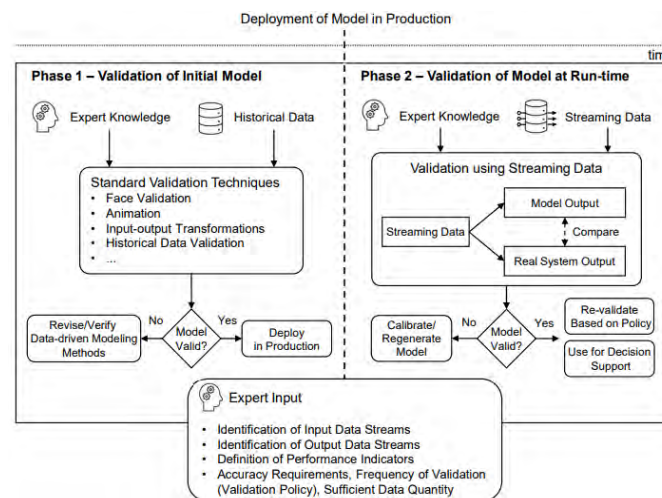 Deployment of Model in Production
time
Phase 1 – Validation of Initial Model
Expert Knowledge
Historical Data
Standard Validation Techniques
• Face Validation
• Animation
• Input-output Transformations
• Historical Data Validation
• ...
No
Model
Valid?
Yes
Revise/Verify
Data-driven Modeling
Methods
Deploy
in Production
Phase 2 – Validation of Model at Run-time
Expert Knowledge
Streaming Data
Validation using Streaming Data
Streaming Data
Model Output
Compare
Real System Output
No
Model
Valid?
Yes
Calibrate/
Regenerate
Model
Re-validate
Based on Policy
Use for Decision
Support
Expert Input
• Identification of Input Data Streams
• Identification of Output Data Streams
• Definition of Performance Indicators
• Accuracy Requirements, Frequency of Validation
(Validation Policy), Sufficient Data Quantity